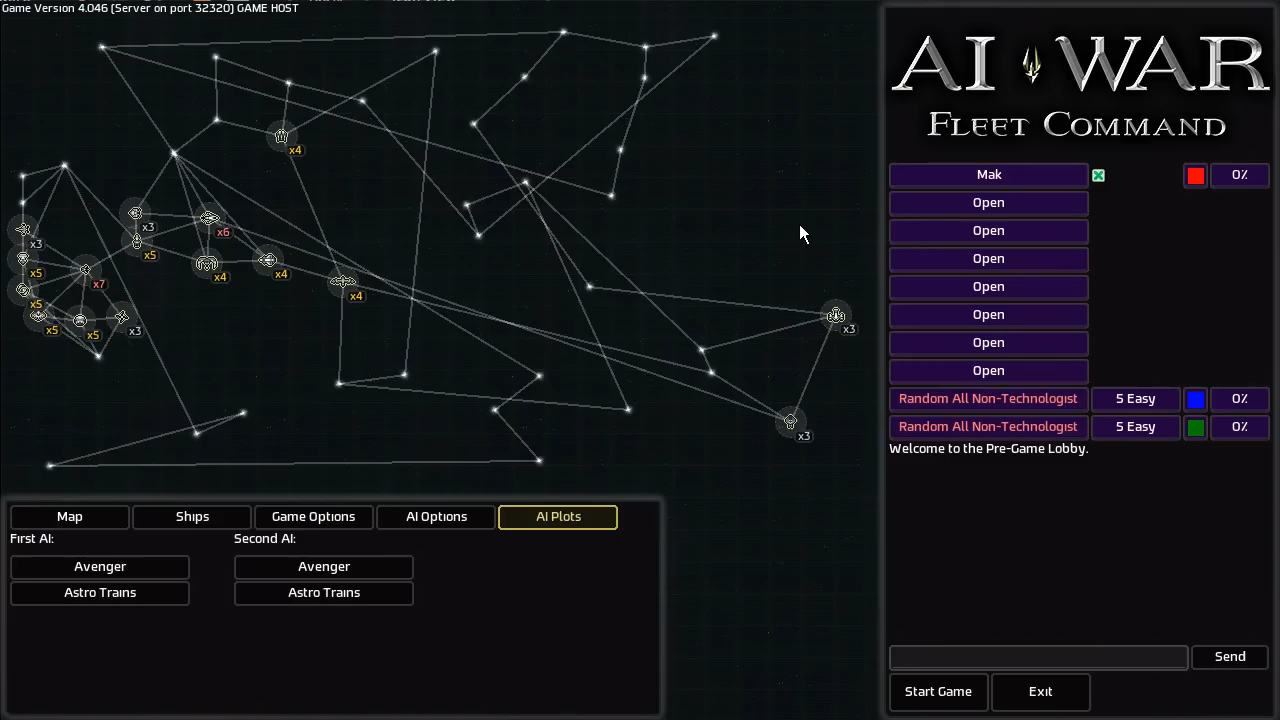 Game Version 4.046 (Server on port 32320) GAME HOST
AI WAR
FLEET COMMAND
Mak 0%
Open
Open
Open
Open
Open
Open
Open
Random All Non-Technologist 5 Easy 0%
Random All Non-Technologist 5 Easy 0%
Welcome to the Pre-Game Lobby.
x4
x3
x6
x5
x3
x4
x4
x5
x7
x4
x5
x5
x5
x3
x3
x3
Map Ships Game Options AI Options AI Plots
First AI: Second AI:
Avenger Avenger
Astro Trains Astro Trains
Send
Start Game Exit